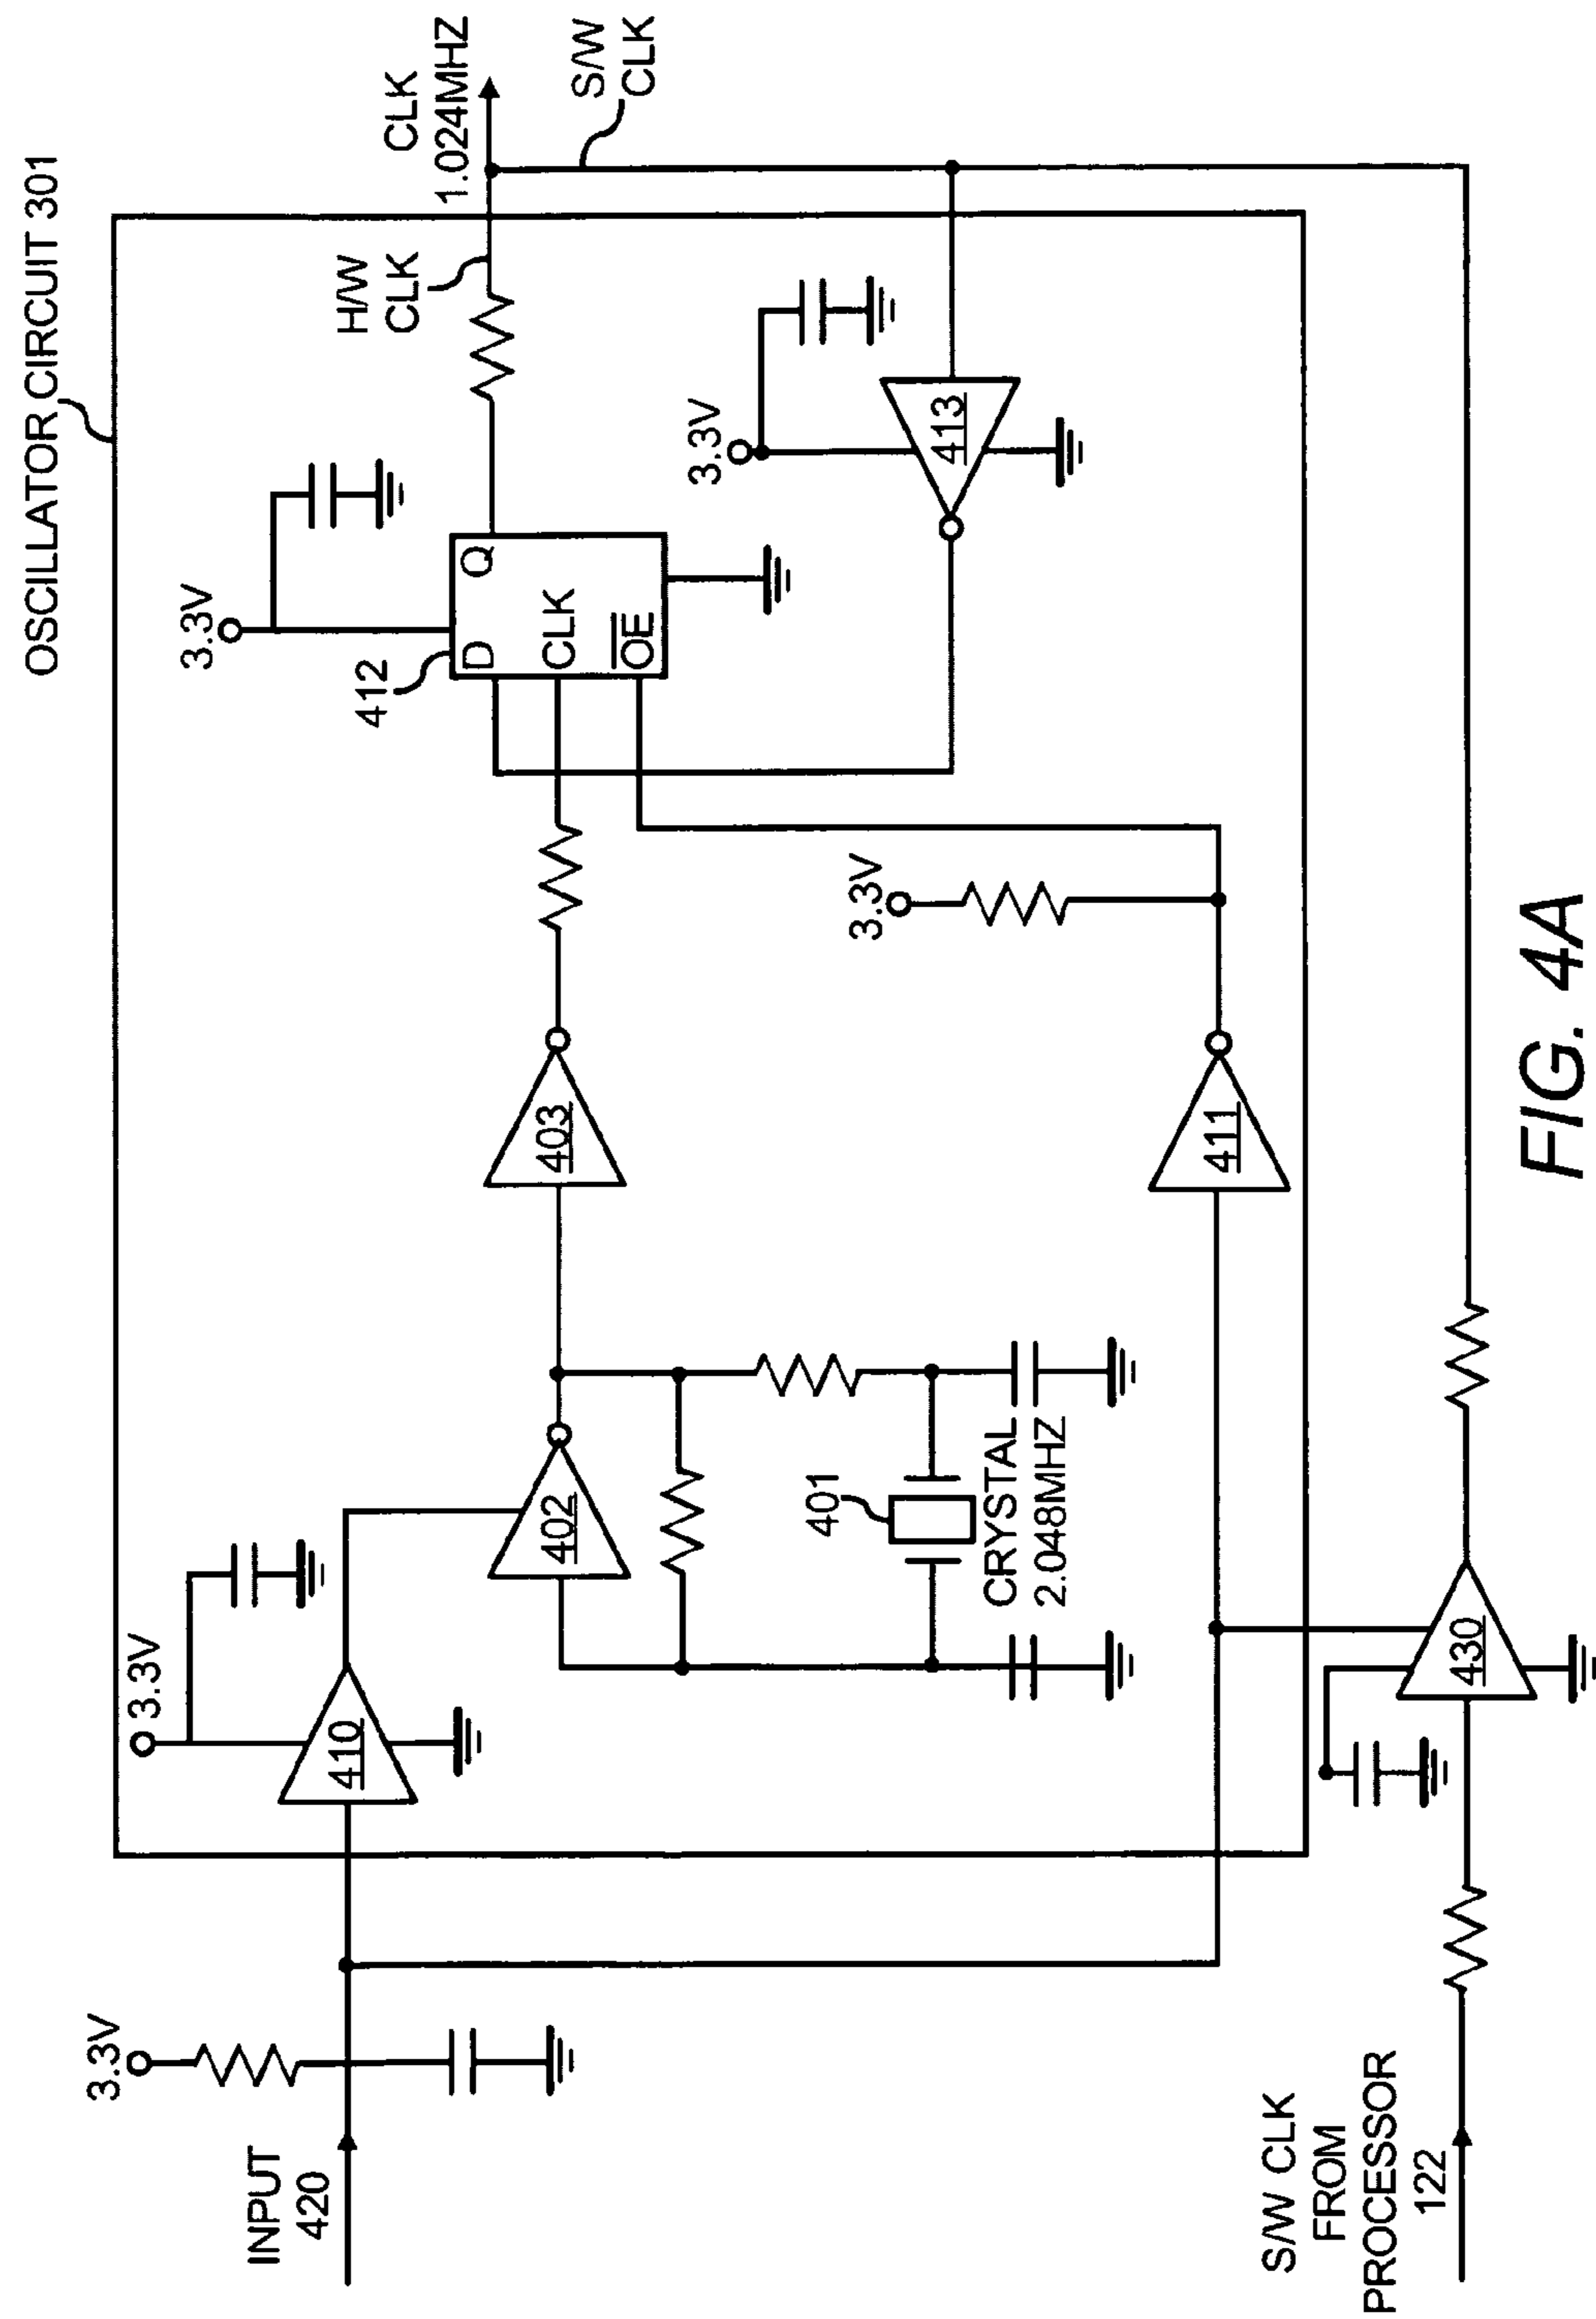 OSCILLATOR CIRCUIT 301
3.3V
INPUT
420
3.3V
410
402
403
401
CRYSTAL
2.048MHZ
3.3V
412
D
Q
CLK
OE
H/W
CLK
CLK
1.024MHZ
S/W
CLK
3.3V
413
3.3V
411
S/W CLK
FROM
PROCESSOR
122
430
FIG. 4A